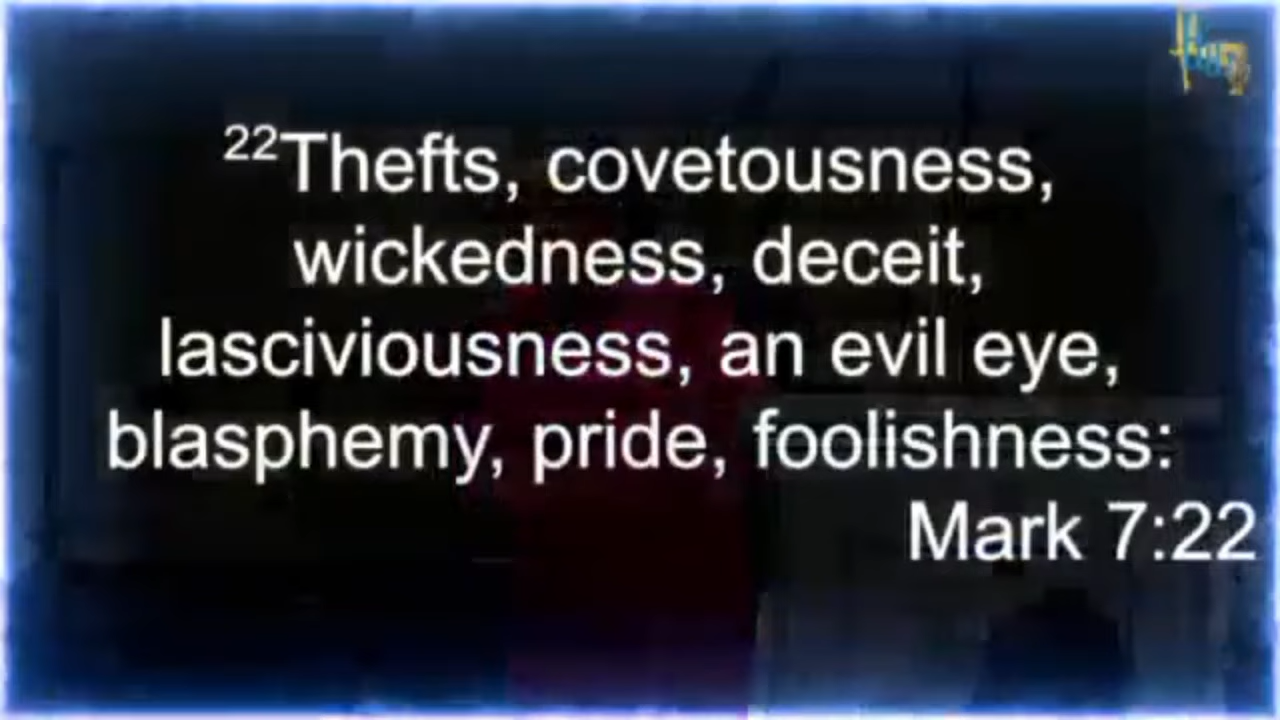 22Thefts, covetousness,
wickedness, deceit,
lasciviousness, an evil eye,
blasphemy, pride, foolishness:
Mark 7:22